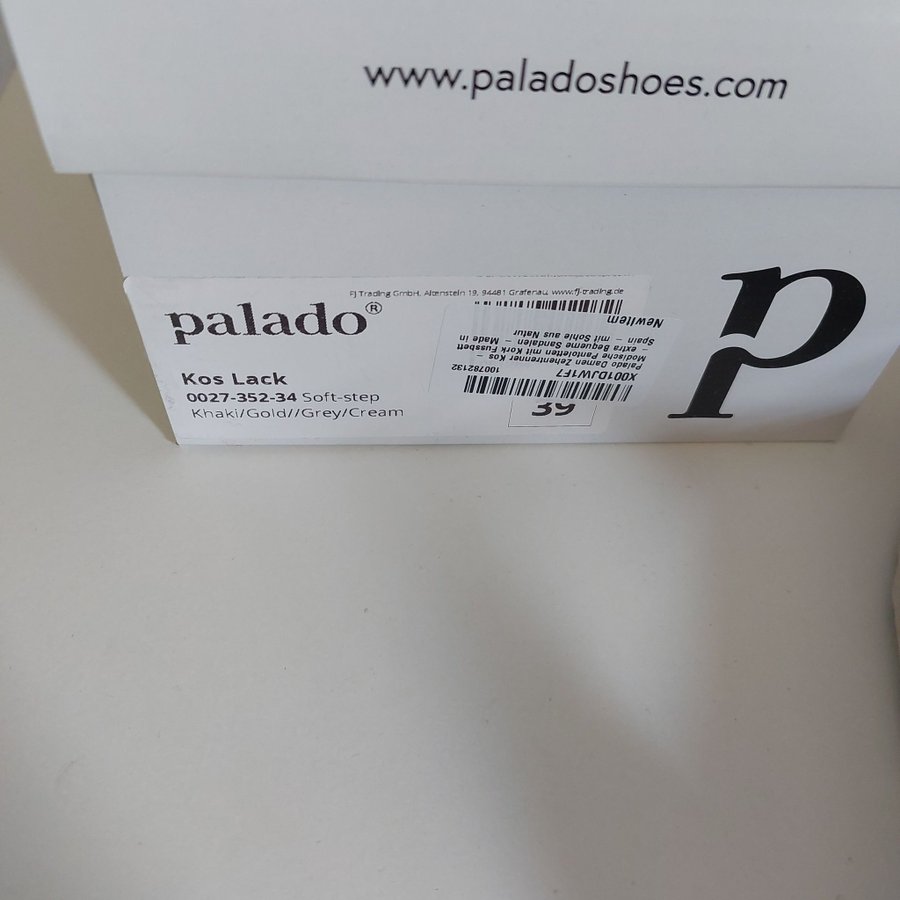 www.paladoshoes.com
FJ Trading GmbH, Altenstein 19, 94481 Grafenau, www.fj-trading.de
palado®
Kos Lack
0027-352-34 Soft-step
Khaki/Gold//Grey/Cream
39
X001DJW1F7
100782132
Palado Damen Zehentrenner Kos –
Modische Pantoletten mit Kork Fussbett
– extra Bequeme Sandalen – Made in
Spain – mit Sohle aus Natur
NewItem
p